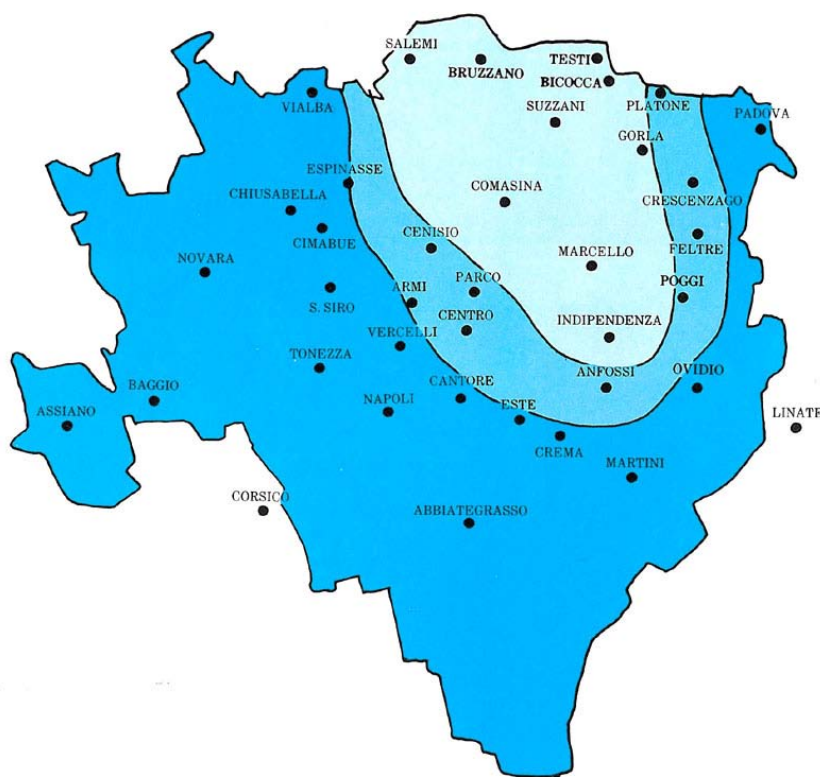 SALEMI
BRUZZANO
TESTI
BICOCCA
VIALBA
PLATONE
PADOVA
SUZZANI
GORLA
ESPINASSE
CRESCENZAGO
CHIUSABELLA
COMASINA
CIMABUE
CENISIO
FELTRE
NOVARA
MARCELLO
S. SIRO
ARMI
PARCO
POGGI
CENTRO
INDIPENDENZA
VERCELLI
TONEZZA
ANFOSSI
OVIDIO
BAGGIO
CANTORE
NAPOLI
ASSIANO
ESTE
LINATE
CREMA
MARTINI
CORSICO
ABBIATEGRASSO